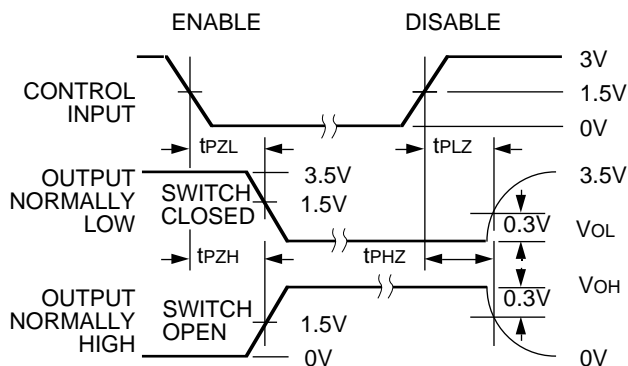 ENABLE
DISABLE
3V
CONTROL
INPUT
1.5V
0V
tPZL
tPLZ
OUTPUT
NORMALLY
LOW
SWITCH
CLOSED
3.5V
1.5V
3.5V
0.3V
VOL
tPZH
tPHZ
VOH
0.3V
OUTPUT
NORMALLY
HIGH
SWITCH
OPEN
1.5V
0V
0V